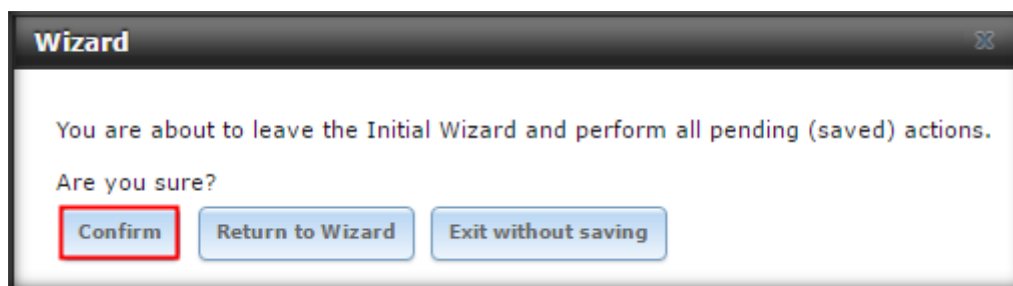 Wizard
You are about to leave the Initial Wizard and perform all pending (saved) actions.
Are you sure?
Confirm Return to Wizard Exit without saving